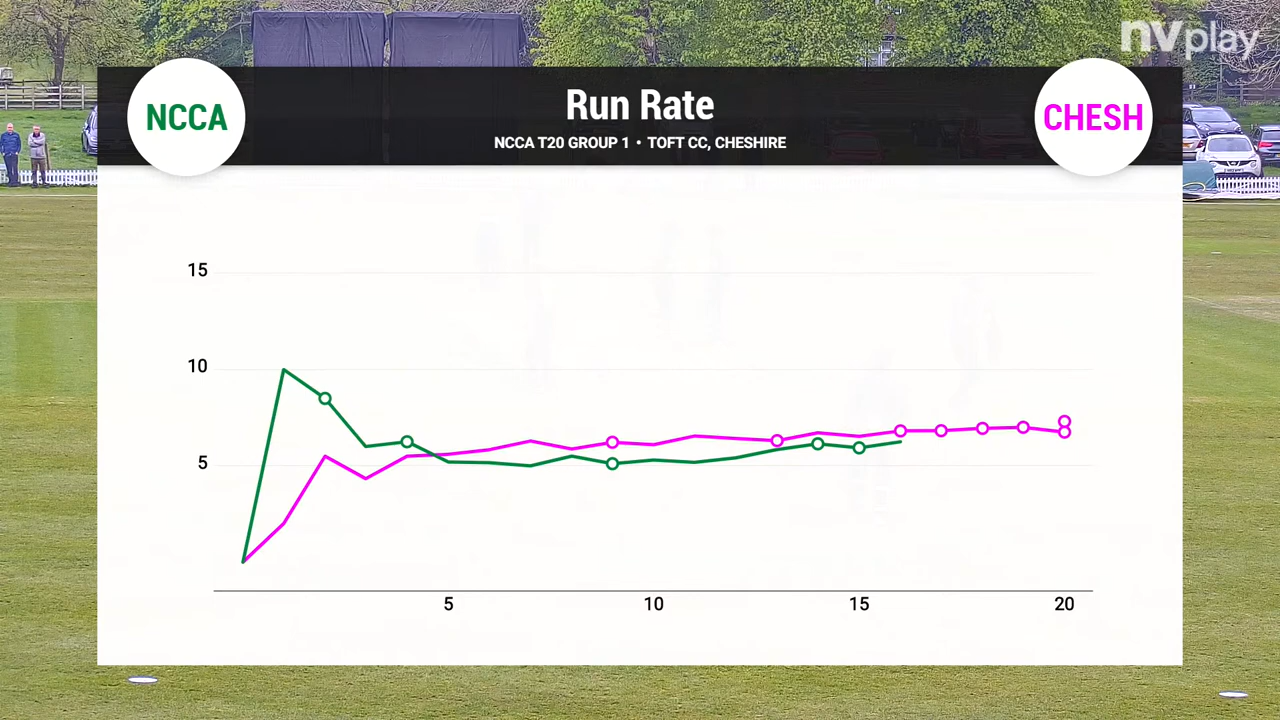 nvplay
NCCA
Run Rate
CHESH
NCCA T20 GROUP 1 • TOFT CC, CHESHIRE
15
10
5
5 10 15 20